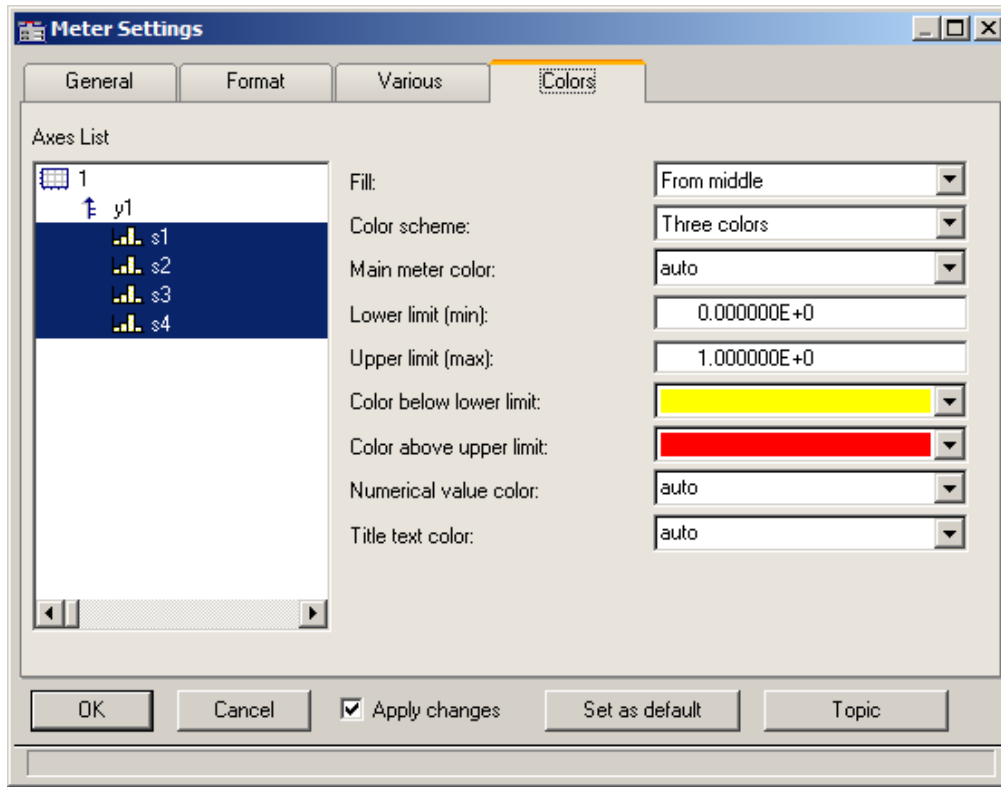 Meter Settings
General Format Various Colors
Axes List
1
y1
s1
s2
s3
s4
Fill: From middle
Color scheme: Three colors
Main meter color: auto
Lower limit (min): 0.000000E+0
Upper limit (max): 1.000000E+0
Color below lower limit:
Color above upper limit:
Numerical value color: auto
Title text color: auto
OK Cancel Apply changes Set as default Topic